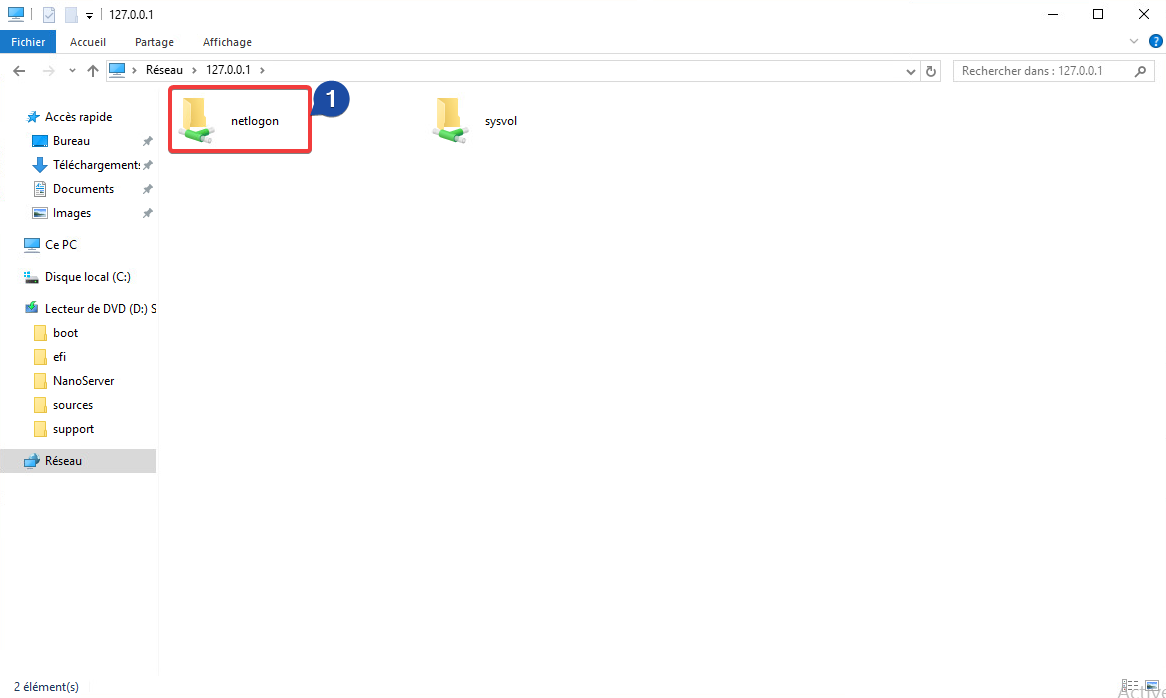 127.0.0.1
Fichier Accueil Partage Affichage
Réseau 127.0.0.1
Rechercher dans : 127.0.0.1
1
netlogon
sysvol
Accès rapide
Bureau
Téléchargement
Documents
Images
Ce PC
Disque local (C:)
Lecteur de DVD (D:) S
boot
efi
NanoServer
sources
support
Réseau
2 élément(s)